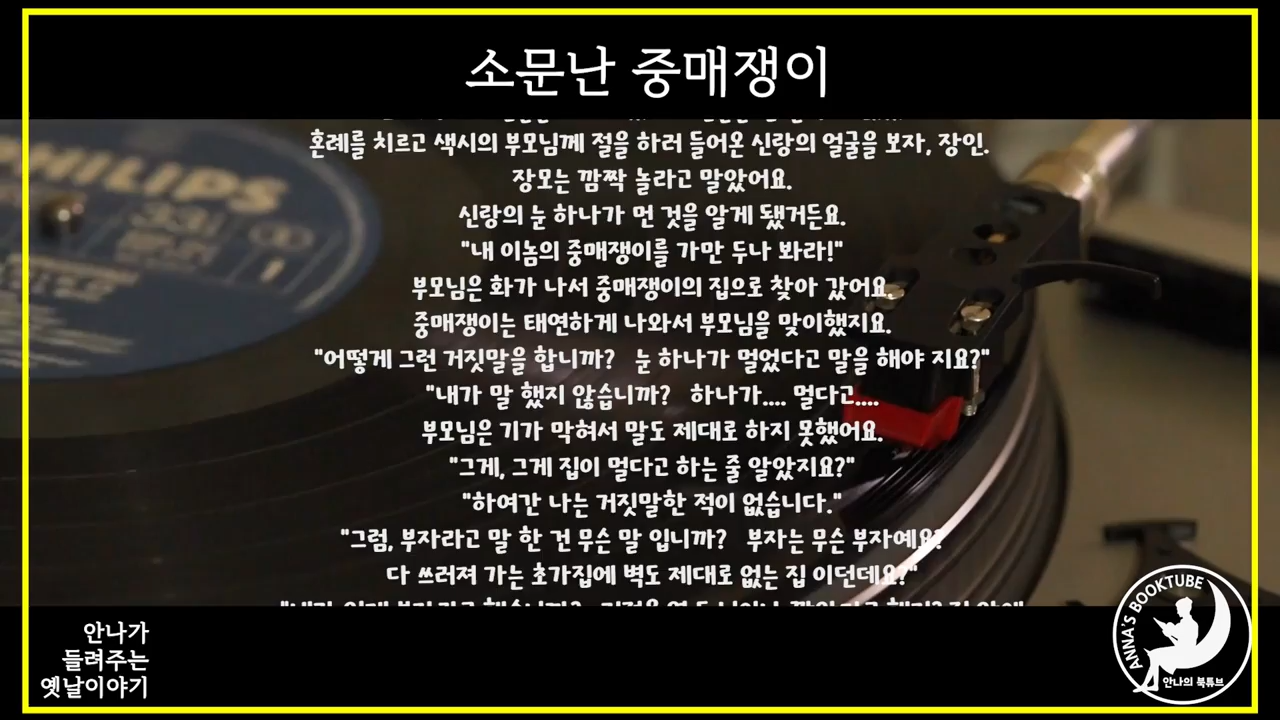 소문난 중매쟁이
혼례를 치르고 색시의 부모님께 절을 하러 들어온 신랑의 얼굴을 보자, 장인.
장모는 깜짝 놀라고 말았어요.
신랑의 눈 하나가 먼 것을 알게 됐거든요.
"내 이놈의 중매쟁이를 가만 두나 봐라!"
부모님은 화가 나서 중매쟁이의 집으로 찾아 갔어요.
중매쟁이는 태연하게 나와서 부모님을 맞이했지요.
"어떻게 그런 거짓말을 합니까? 눈 하나가 멀었다고 말을 해야 지요?"
"내가 말 했지 않습니까? 하나가.... 멀다고....
부모님은 기가 막혀서 말도 제대로 하지 못했어요.
"그게, 그게 집이 멀다고 하는 줄 알았지요?"
"하여간 나는 거짓말한 적이 없습니다."
"그럼, 부자라고 말 한 건 무슨 말 입니까? 부자는 무슨 부자예요?
다 쓰러져 가는 초가집에 벽도 제대로 없는 집 이던데요?"
PHILIPS
33 1/3
1
안나가
들려주는
옛날이야기
ANNA'S BOOKTUBE
안나의 북튜브